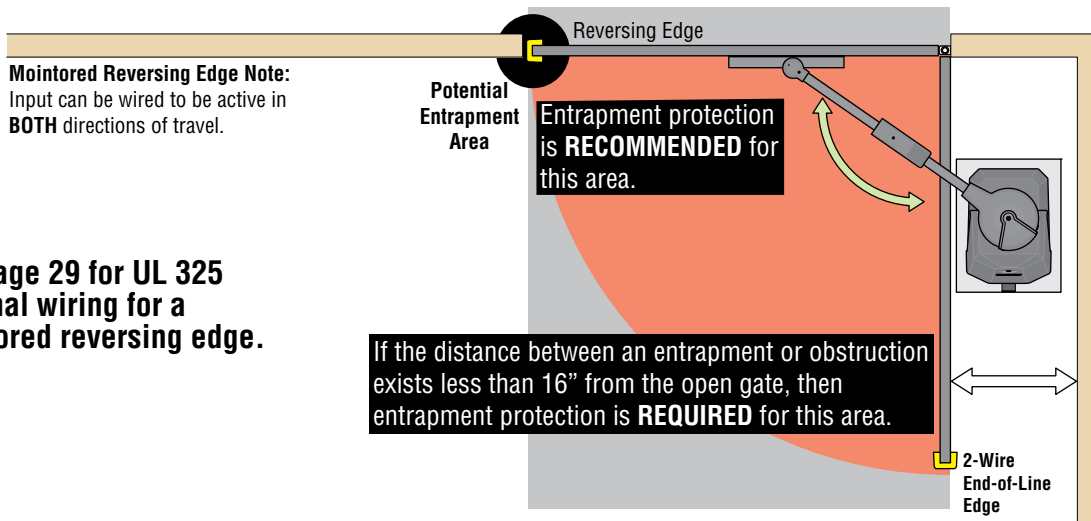 Reversing Edge
Mointored Reversing Edge Note:
Input can be wired to be active in
BOTH directions of travel.
Potential
Entrapment
Area
Entrapment protection
is RECOMMENDED for
this area.
age 29 for UL 325
nal wiring for a
ored reversing edge.
If the distance between an entrapment or obstruction
exists less than 16” from the open gate, then
entrapment protection is REQUIRED for this area.
2-Wire
End-of-Line
Edge